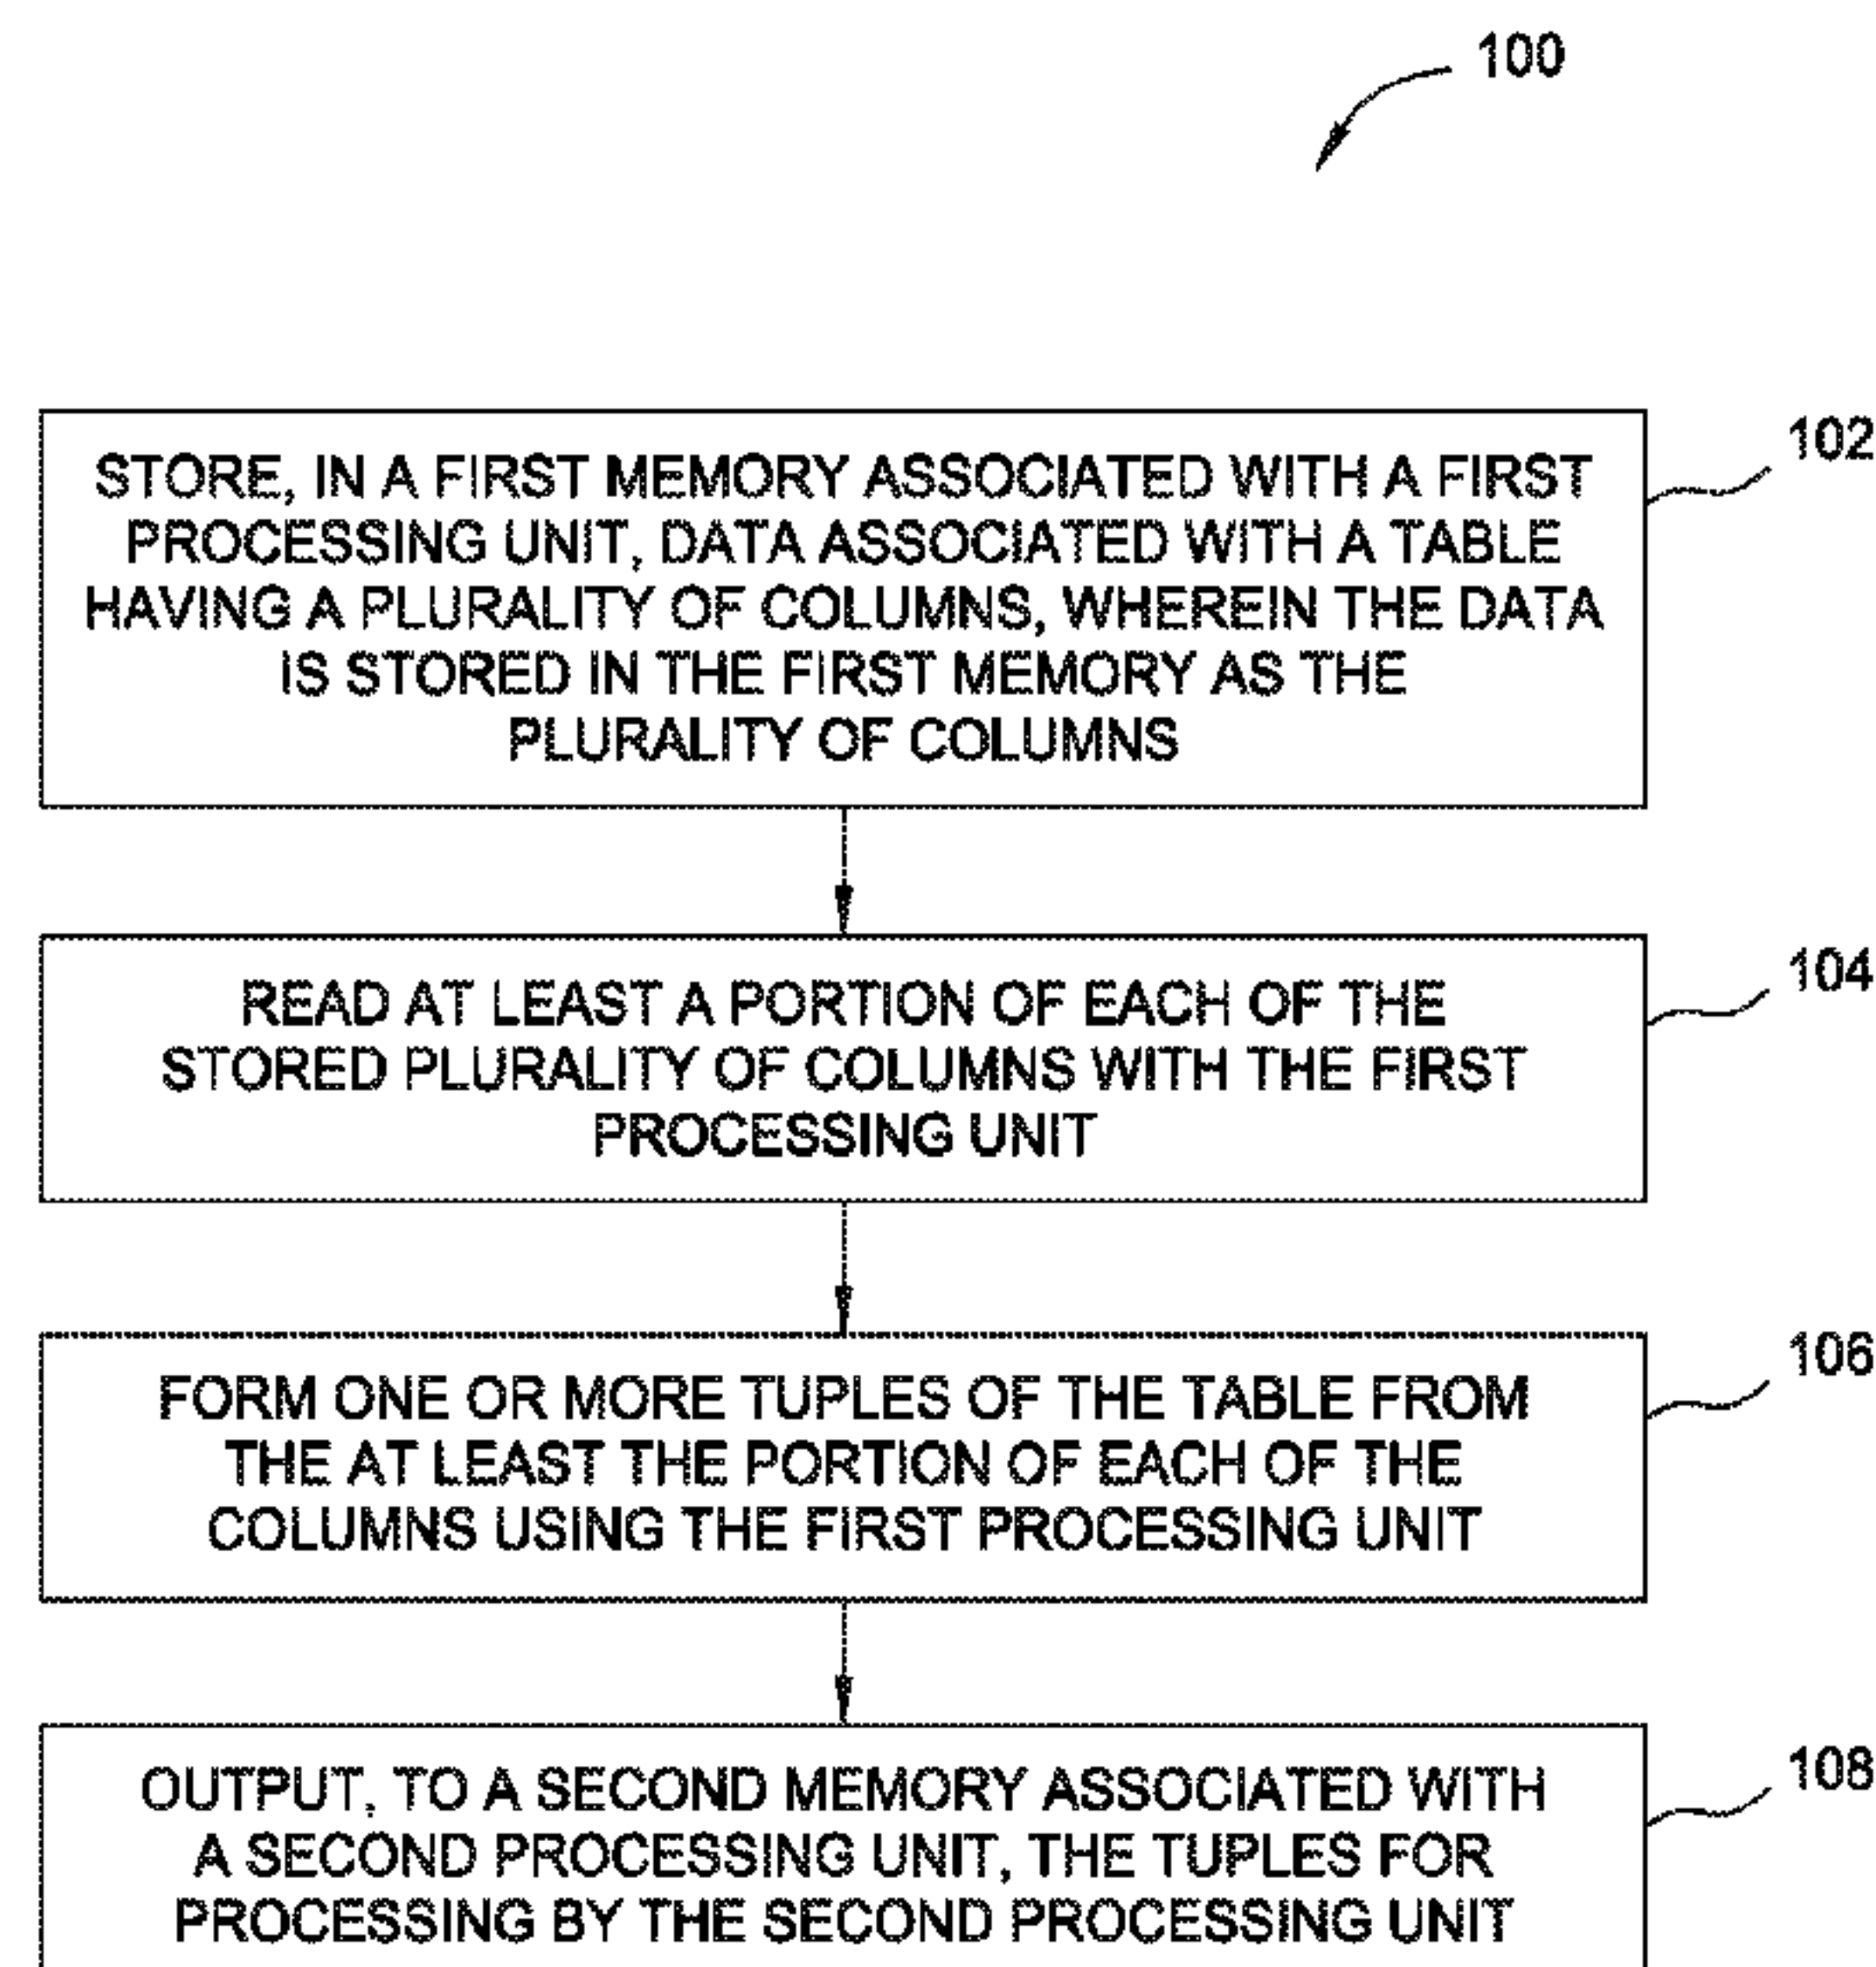 100
STORE, IN A FIRST MEMORY ASSOCIATED WITH A FIRST
PROCESSING UNIT, DATA ASSOCIATED WITH A TABLE
HAVING A PLURALITY OF COLUMNS, WHEREIN THE DATA
IS STORED IN THE FIRST MEMORY AS THE
PLURALITY OF COLUMNS
102
READ AT LEAST A PORTION OF EACH OF THE
STORED PLURALITY OF COLUMNS WITH THE FIRST
PROCESSING UNIT
104
FORM ONE OR MORE TUPLES OF THE TABLE FROM
THE AT LEAST THE PORTION OF EACH OF THE
COLUMNS USING THE FIRST PROCESSING UNIT
106
OUTPUT, TO A SECOND MEMORY ASSOCIATED WITH
A SECOND PROCESSING UNIT, THE TUPLES FOR
PROCESSING BY THE SECOND PROCESSING UNIT
108